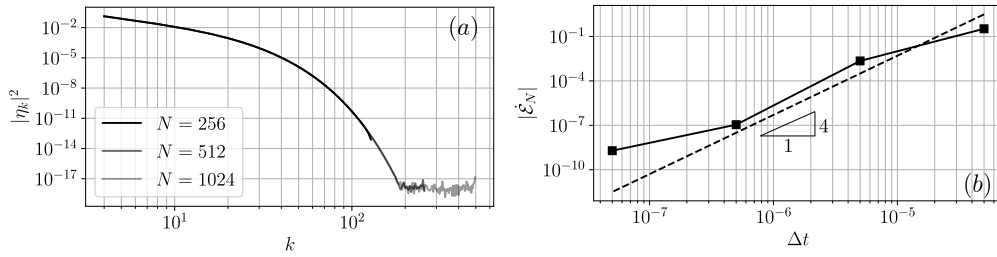 10^{-2}
10^{-5}
10^{-8}
10^{-11}
10^{-14}
10^{-17}
|η_k|^2
(a)
N = 256
N = 512
N = 1024
10^1
10^2
k
10^{-1}
10^{-4}
10^{-7}
10^{-10}
|\dot{ℰ}_N|
4
1
(b)
10^{-7}
10^{-6}
10^{-5}
Δt